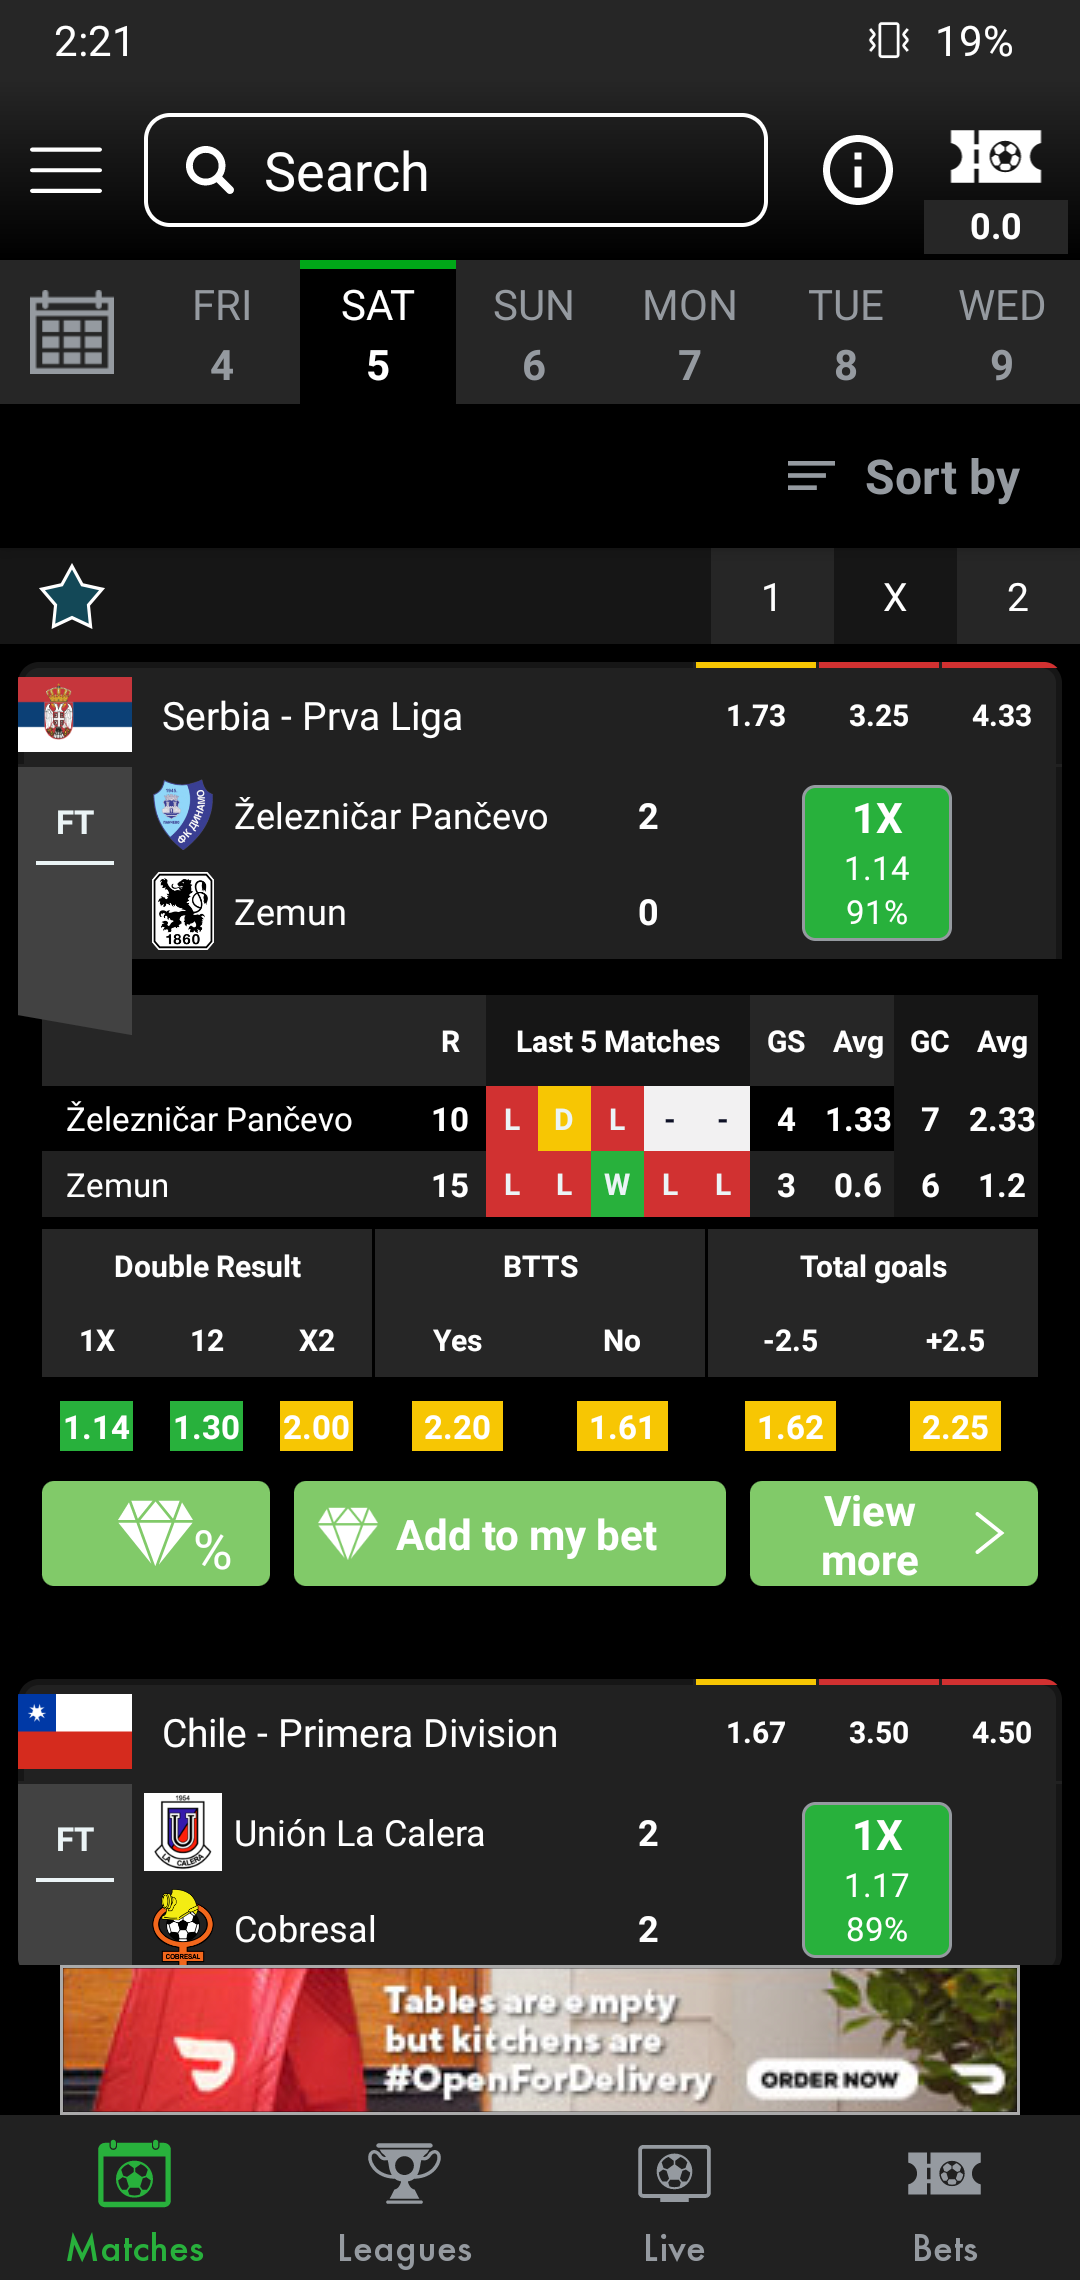 2:21
19%
Search
0.0
FRI SAT SUN MON TUE WED
4 5 6 7 8 9
Sort by
1 X 2
Serbia - Prva Liga 1.73 3.25 4.33
FT
Železničar Pančevo 2
Zemun 0
1X
1.14
91%
1860
R Last 5 Matches GS Avg GC Avg
Železničar Pančevo 10 L D L - - 4 1.33 7 2.33
Zemun 15 L L W L L 3 0.6 6 1.2
Double Result BTTS Total goals
1X 12 X2 Yes No -2.5 +2.5
1.14 1.30 2.00 2.20 1.61 1.62 2.25
%
Add to my bet
View
more
Chile - Primera Division 1.67 3.50 4.50
FT
1954
U
LA CALERA
Unión La Calera 2
COBRESAL
Cobresal 2
1X
1.17
89%
Tables are empty
but kitchens are
#OpenForDelivery
ORDER NOW
Matches Leagues Live Bets